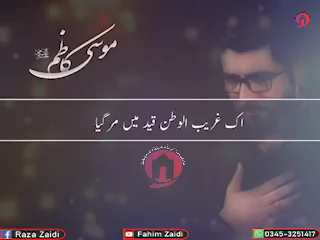 موسیٰ کاظم
اک غریب الوطن قید میں مر گیا
Raza Zaidi
Fahim Zaidi
0345-3251417